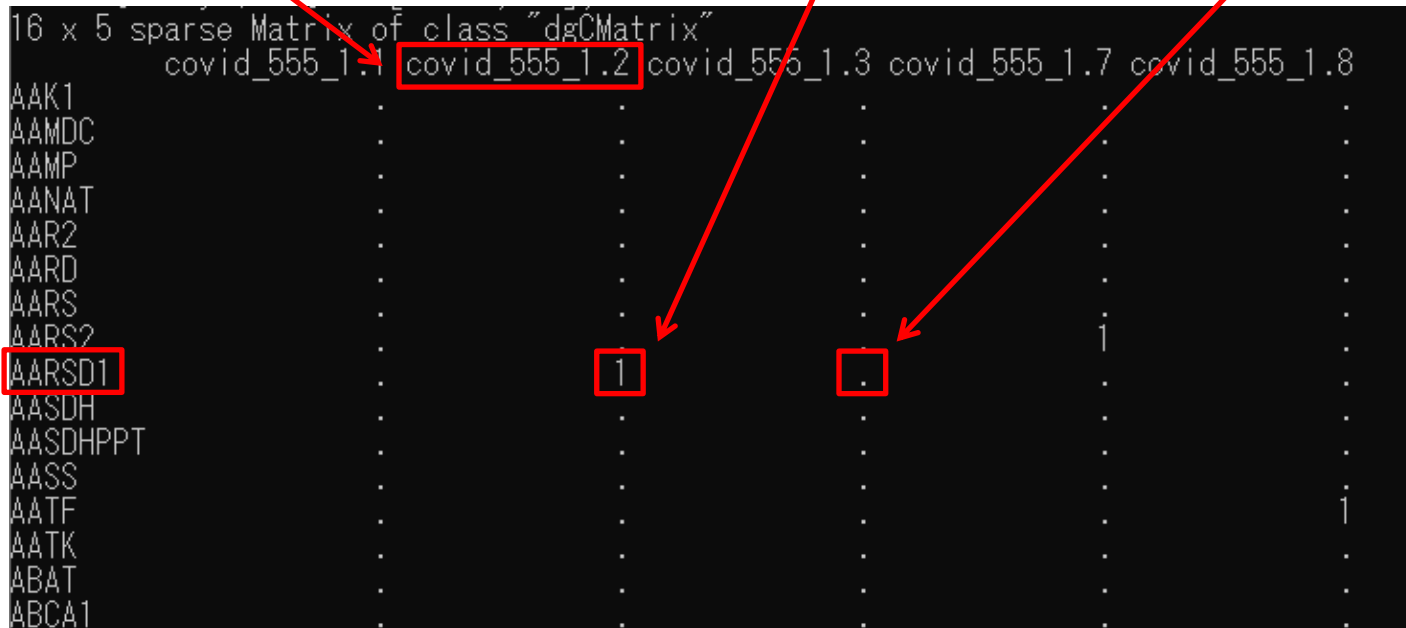 16 x 5 sparse Matrix of class "dgCMatrix"
covid_555_1.1 covid_555_1.2 covid_555_1.3 covid_555_1.7 covid_555_1.8
AAK1 . . . . .
AAMDC . . . . .
AAMP . . . . .
AANAT . . . . .
AAR2 . . . . .
AARD . . . . .
AARS . . . . .
AARS2 . . . 1 .
AARSD1 . 1 . . .
AASDH . . . . .
AASDHPPT . . . . .
AASS . . . . .
AATF . . . . 1
AATK . . . . .
ABAT . . . . .
ABCA1 . . . . .